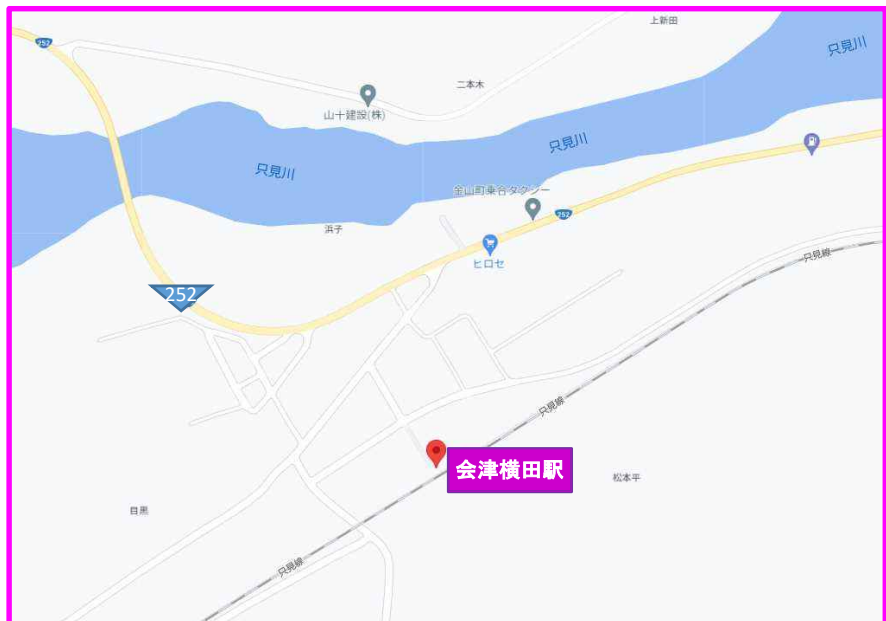 上新田
252
只見川
二本木
山十建設(株)
只見川
只見川
金山町乗合タクシー
252
浜子
ヒロセ
只見線
252
只見線
会津横田駅
松本平
目黒
只見線